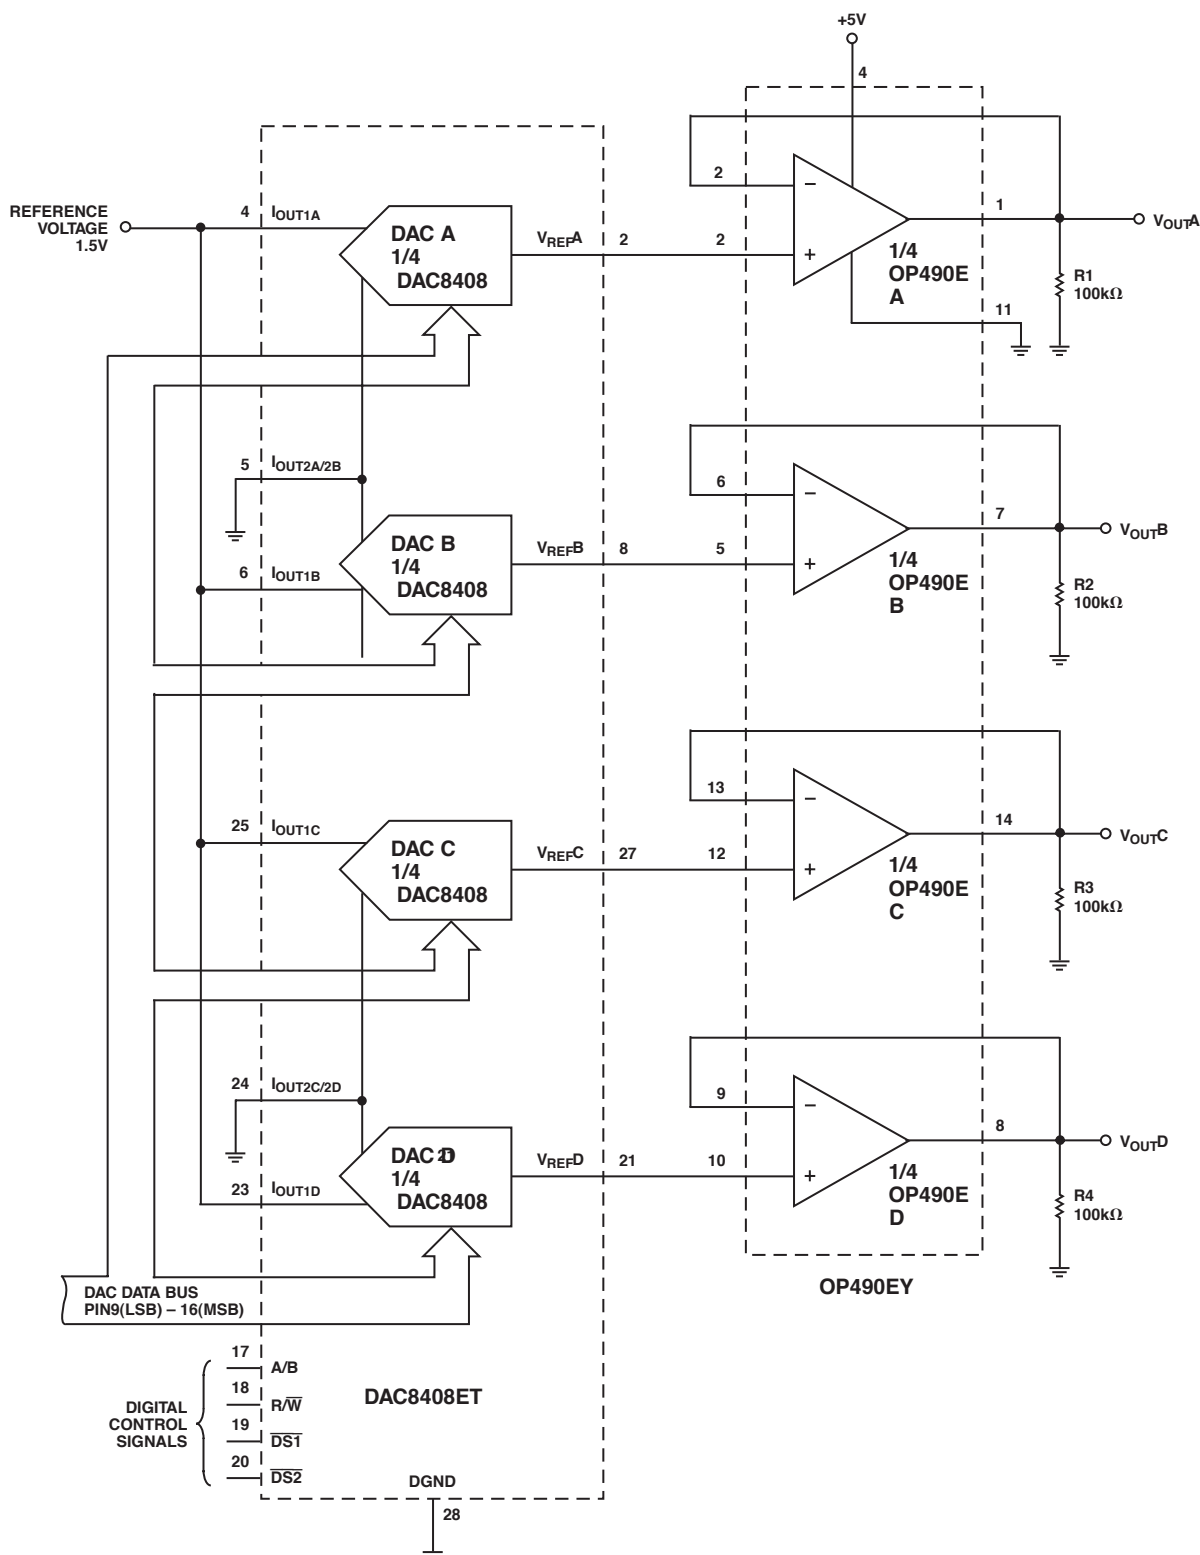 +5V
4
REFERENCE
VOLTAGE
1.5V
4 IOUT1A
DAC A
1/4
DAC8408
VREFA 2
2
2
1
VOUTA
1/4
OP490E
A
R1
100kΩ
11
5 IOUT2A/2B
6 IOUT1B
DAC B
1/4
DAC8408
VREFB 8
6
5
7
VOUTB
1/4
OP490E
B
R2
100kΩ
25 IOUT1C
DAC C
1/4
DAC8408
VREFC 27
13
12
14
VOUTC
1/4
OP490E
C
R3
100kΩ
24 IOUT2C/2D
23 IOUT1D
DAC D
21
1/4
DAC8408
VREFD 21
9
10
8
VOUTD
1/4
OP490E
D
R4
100kΩ
OP490EY
DAC DATA BUS
PIN9(LSB) – 16(MSB)
17 A/B
18 R/W̅
19 D̅S̅1̅
20 D̅S̅2̅
DIGITAL
CONTROL
SIGNALS
DAC8408ET
DGND
28